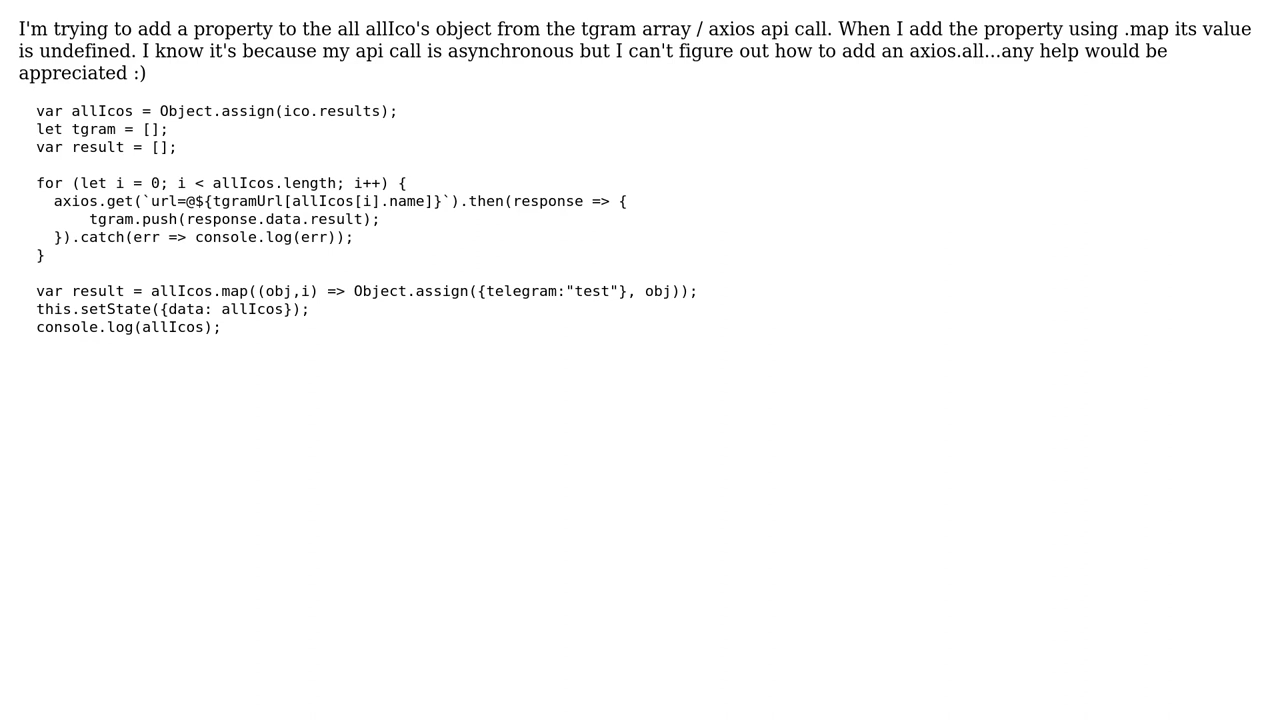 I'm trying to add a property to the all allIco's object from the tgram array / axios api call. When I add the property using .map its value
is undefined. I know it's because my api call is asynchronous but I can't figure out how to add an axios.all...any help would be
appreciated :)
var allIcos = Object.assign(ico.results);
let tgram = [];
var result = [];
for (let i = 0; i < allIcos.length; i++) {
  axios.get(`url=@${tgramUrl[allIcos[i].name]}`).then(response => {
      tgram.push(response.data.result);
  }).catch(err => console.log(err));
}
var result = allIcos.map((obj,i) => Object.assign({telegram:"test"}, obj));
this.setState({data: allIcos});
console.log(allIcos);